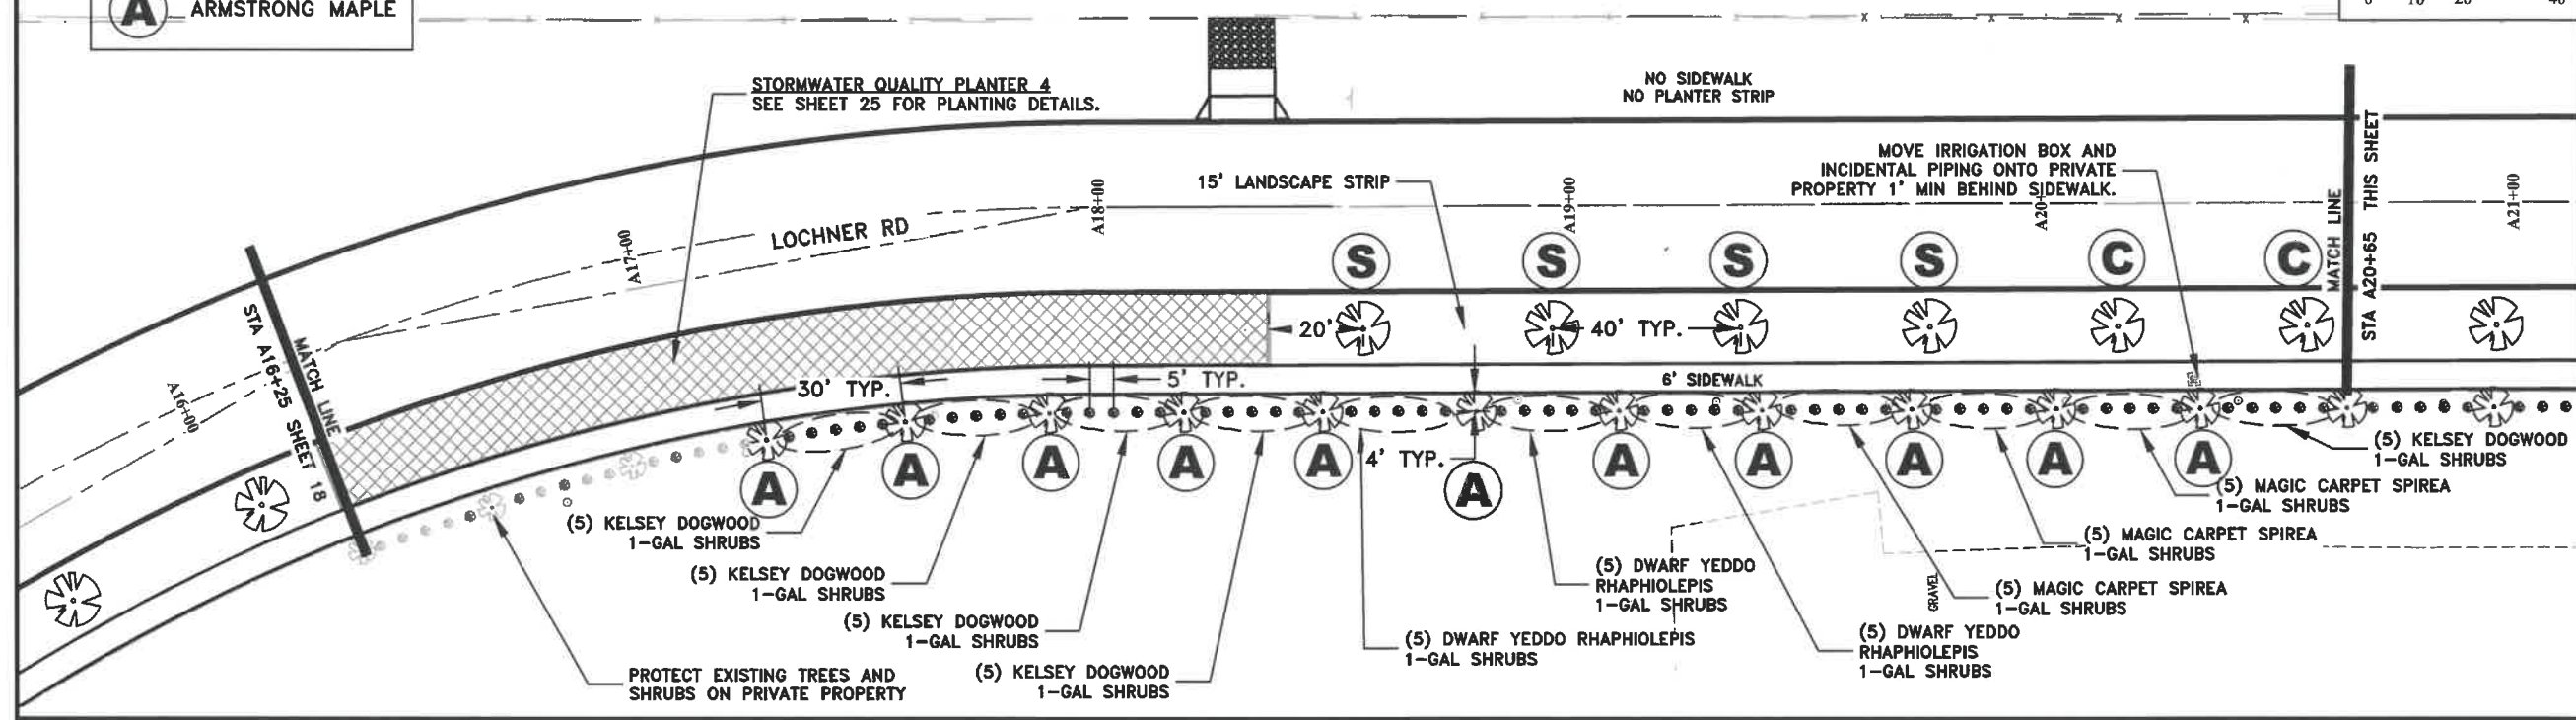 A ARMSTRONG MAPLE
STORMWATER QUALITY PLANTER 4
SEE SHEET 25 FOR PLANTING DETAILS.
NO SIDEWALK
NO PLANTER STRIP
MOVE IRRIGATION BOX AND
INCIDENTAL PIPING ONTO PRIVATE
PROPERTY 1' MIN BEHIND SIDEWALK.
15' LANDSCAPE STRIP
LOCHNER RD
A16+00
A17+00
A18+00
A19+00
A20+
A21+00
MATCH LINE
STA A16+25 SHEET 18
MATCH LINE
STA A20+65 THIS SHEET
S
S
S
S
C
C
20'
40' TYP.
30' TYP.
5' TYP.
6' SIDEWALK
4' TYP.
A
A
A
A
A
A
A
A
A
A
A
(5) KELSEY DOGWOOD
1-GAL SHRUBS
(5) KELSEY DOGWOOD
1-GAL SHRUBS
(5) KELSEY DOGWOOD
1-GAL SHRUBS
(5) KELSEY DOGWOOD
1-GAL SHRUBS
PROTECT EXISTING TREES AND
SHRUBS ON PRIVATE PROPERTY
(5) DWARF YEDDO RHAPHIOLEPIS
1-GAL SHRUBS
(5) DWARF YEDDO
RHAPHIOLEPIS
1-GAL SHRUBS
(5) DWARF YEDDO
RHAPHIOLEPIS
1-GAL SHRUBS
GRAVEL
(5) MAGIC CARPET SPIREA
1-GAL SHRUBS
(5) MAGIC CARPET SPIREA
1-GAL SHRUBS
(5) MAGIC CARPET SPIREA
1-GAL SHRUBS
(5) KELSEY DOGWOOD
1-GAL SHRUBS